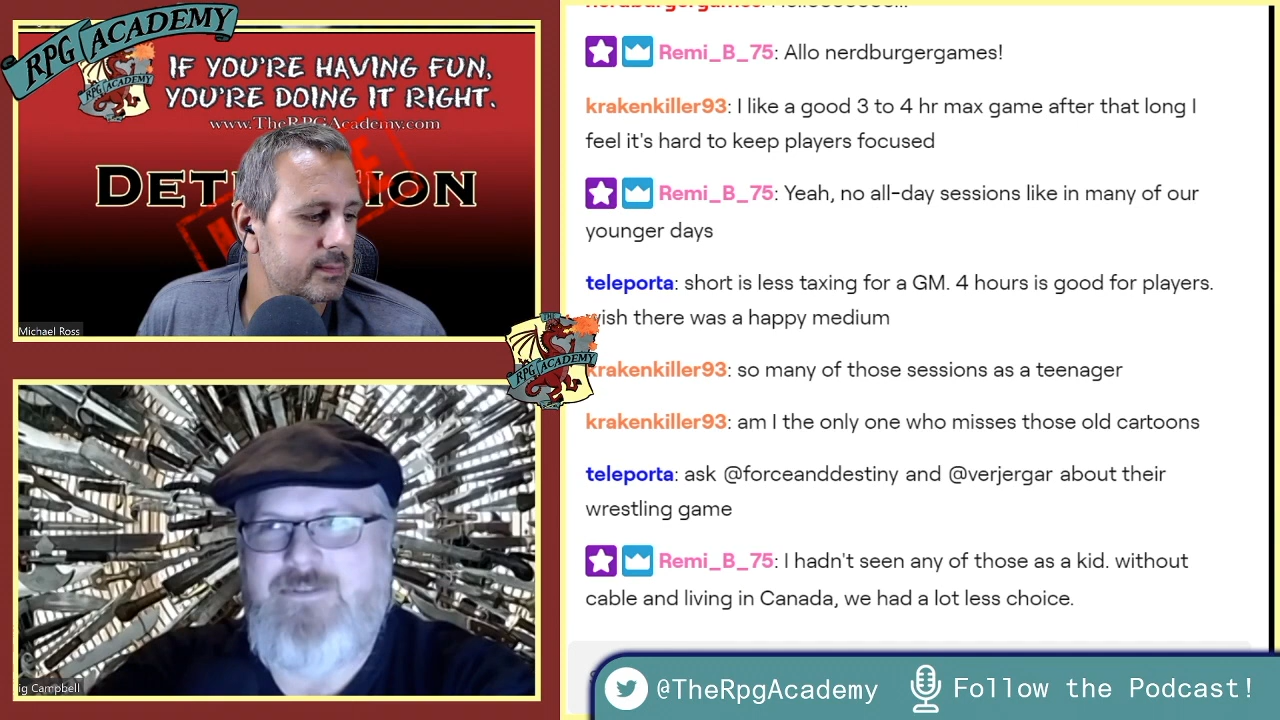 RPG ACADEMY
RPG ACADEMY
IF YOU'RE HAVING FUN,
YOU'RE DOING IT RIGHT.
www.TheRPGAcademy.com
Michael Ross
ig Campbell
THE
RPG ACADEMY
Remi_B_75: Allo nerdburgergames!
krakenkiller93: I like a good 3 to 4 hr max game after that long I
feel it's hard to keep players focused
Remi_B_75: Yeah, no all-day sessions like in many of our
younger days
teleporta: short is less taxing for a GM. 4 hours is good for players.
wish there was a happy medium
krakenkiller93: so many of those sessions as a teenager
krakenkiller93: am I the only one who misses those old cartoons
teleporta: ask @forceanddestiny and @verjergar about their
wrestling game
Remi_B_75: I hadn't seen any of those as a kid. without
cable and living in Canada, we had a lot less choice.
@TheRpgAcademy Follow the Podcast!